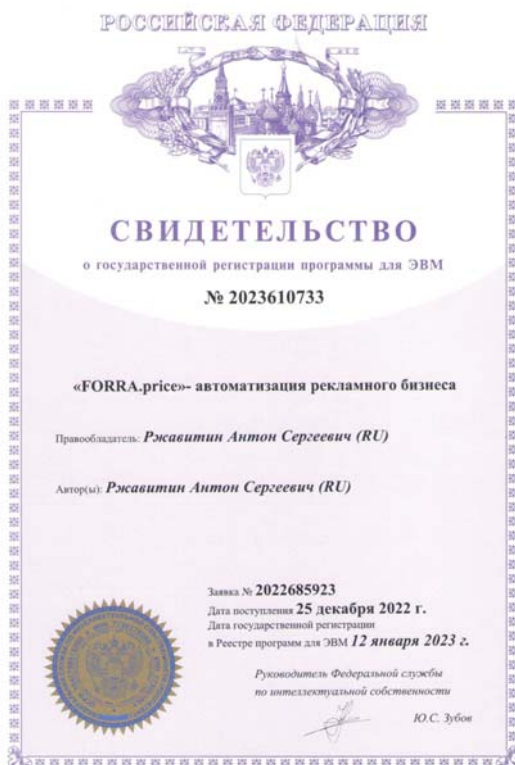 РОССИЙСКАЯ ФЕДЕРАЦИЯ
СВИДЕТЕЛЬСТВО
о государственной регистрации программы для ЭВМ
№ 2023610733
«FORRA.price»- автоматизация рекламного бизнеса
Правообладатель: Ржавитин Антон Сергеевич (RU)
Автор(ы): Ржавитин Антон Сергеевич (RU)
Заявка № 2022685923
Дата поступления 25 декабря 2022 г.
Дата государственной регистрации
в Реестре программ для ЭВМ 12 января 2023 г.
Руководитель Федеральной службы
по интеллектуальной собственности
Ю.С. Зубов